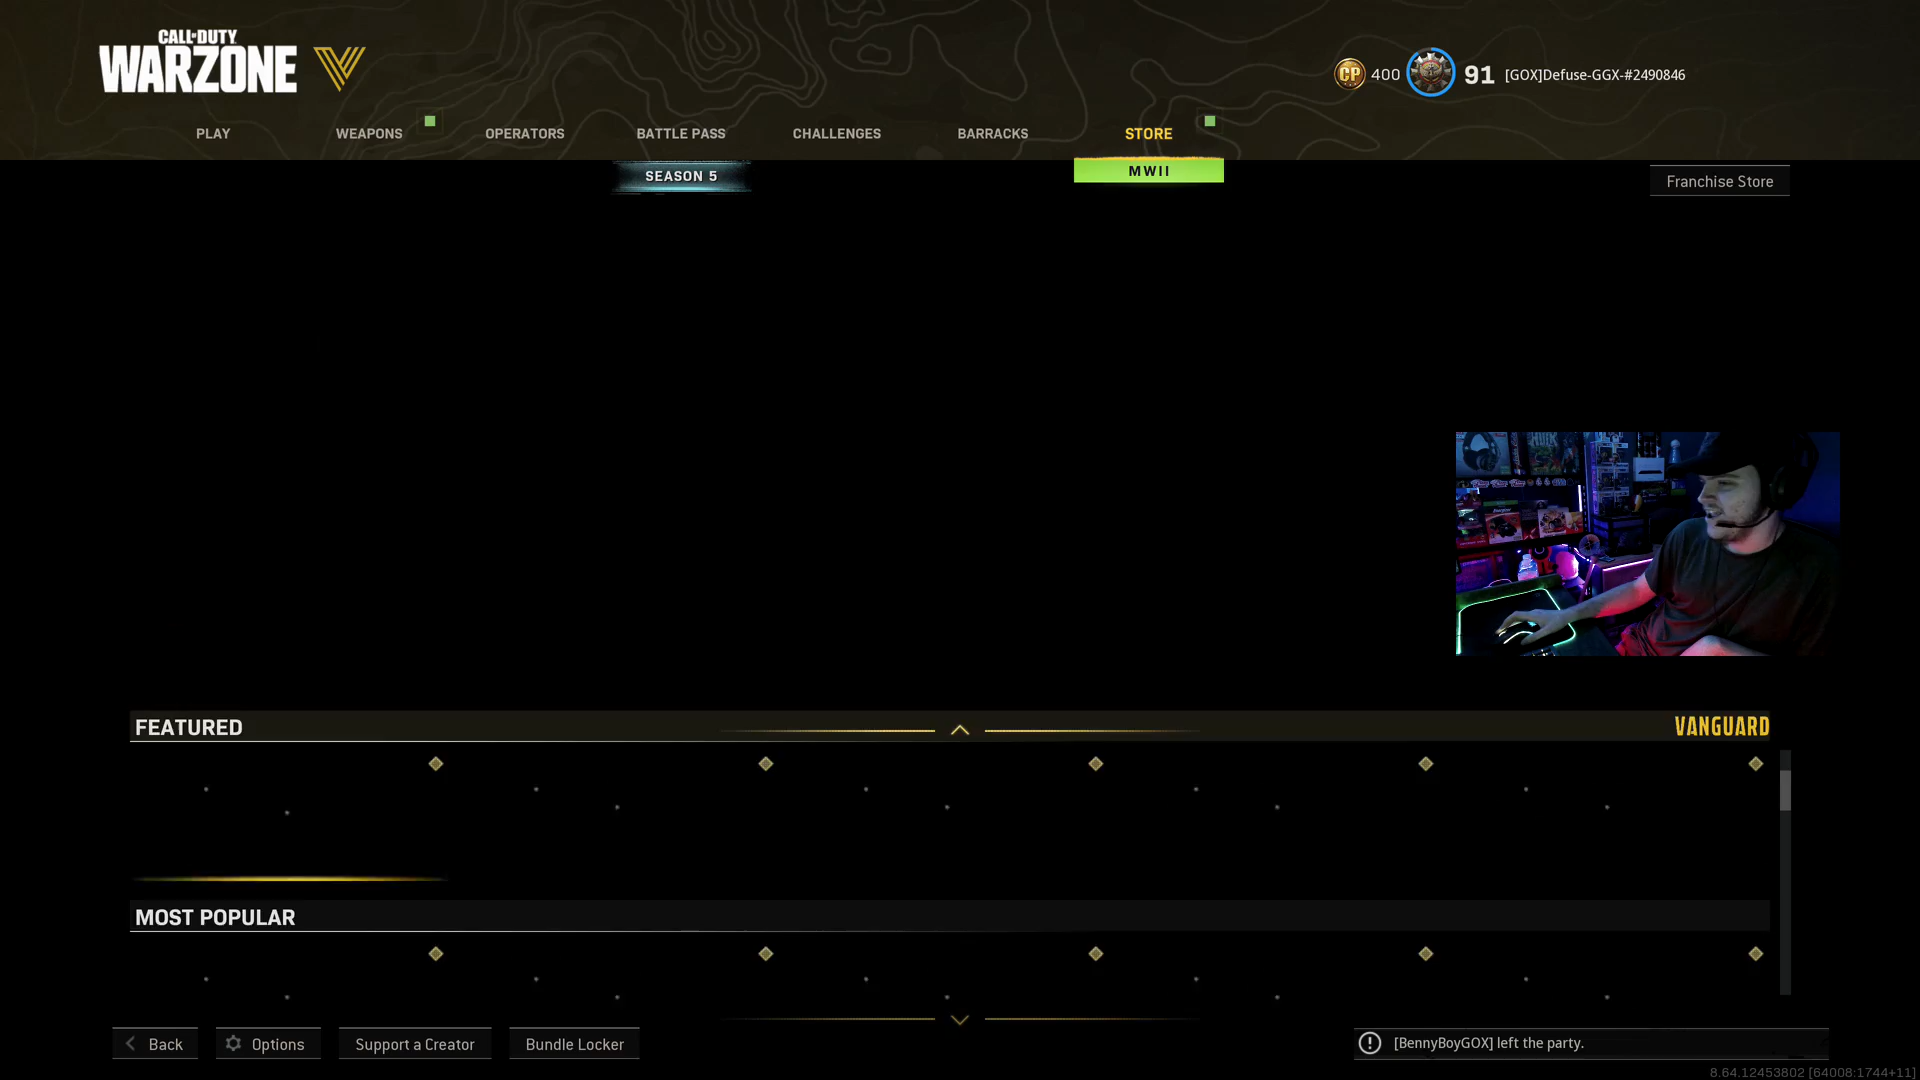 CALL OF DUTY
WARZONE
CP 400 91 [GOX]Defuse-GGX-#2490846
PLAY WEAPONS OPERATORS BATTLE PASS CHALLENGES BARRACKS STORE
SEASON 5
MWII
Franchise Store
FEATURED
VANGUARD
MOST POPULAR
Back Options Support a Creator Bundle Locker
[BennyBoyGOX] left the party.
8.64.12453802 [64008:1744+11]